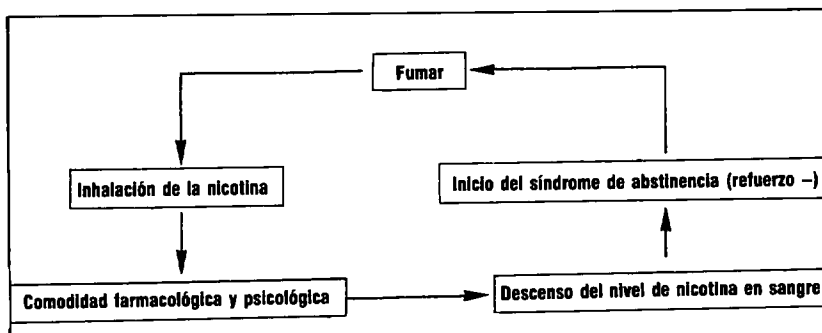 Fumar
Inhalación de la nicotina
Inicio del síndrome de abstinencia (refuerzo –)
Comodidad farmacológica y psicológica
Descenso del nivel de nicotina en sangre